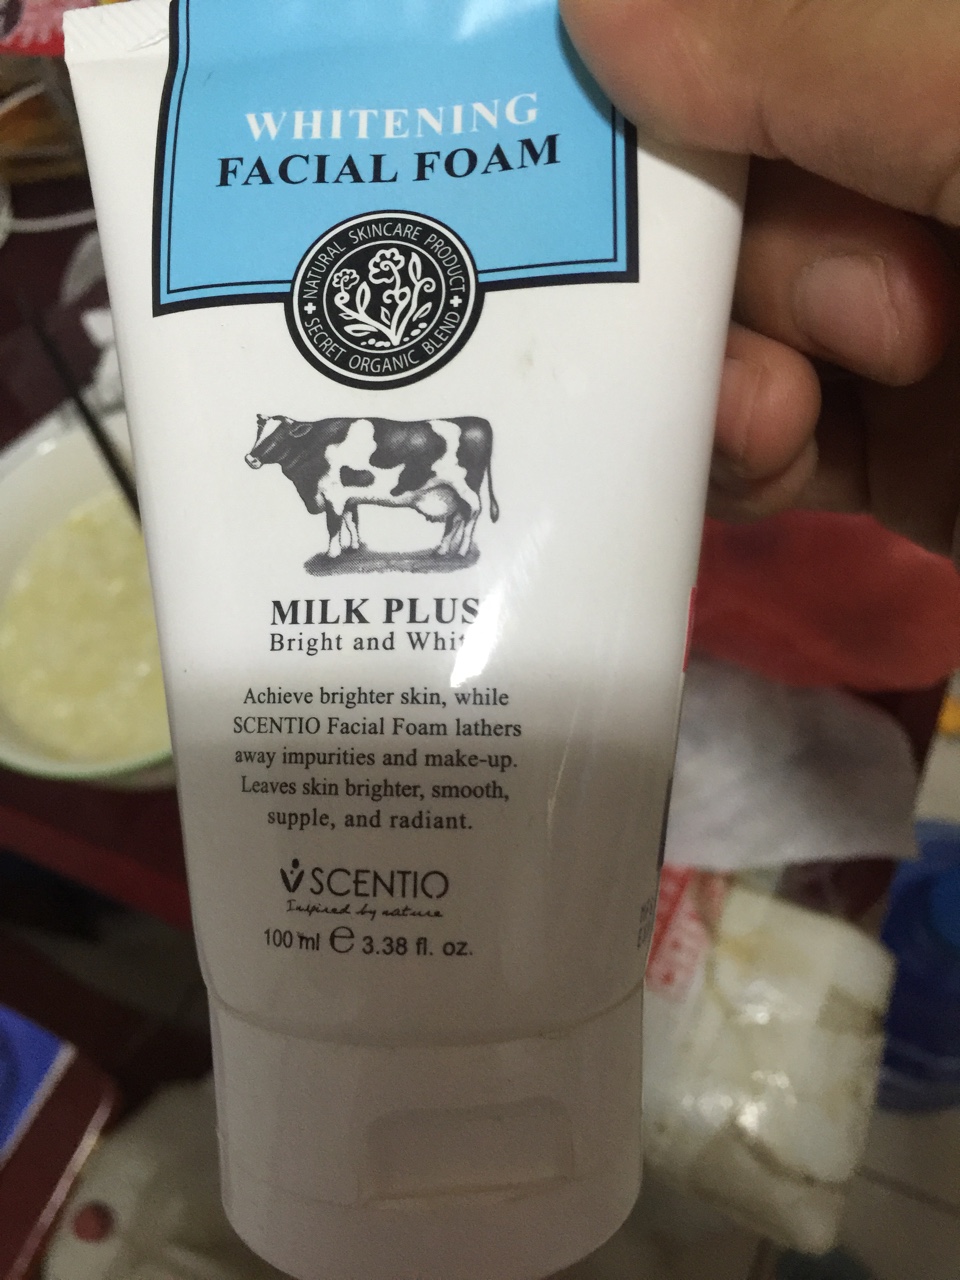 WHITENING
FACIAL FOAM
NATURAL SKINCARE PRODUCT
SECRET ORGANIC BLEND
MILK PLUS
Bright and
Achieve brighter skin, while
SCENTIO Facial Foam lathers
away impurities and make-up.
Leaves skin brighter, smooth,
supple, and radiant.
SCENTIO
Inspired by nature
100 ml ℮ 3.38 fl. oz.